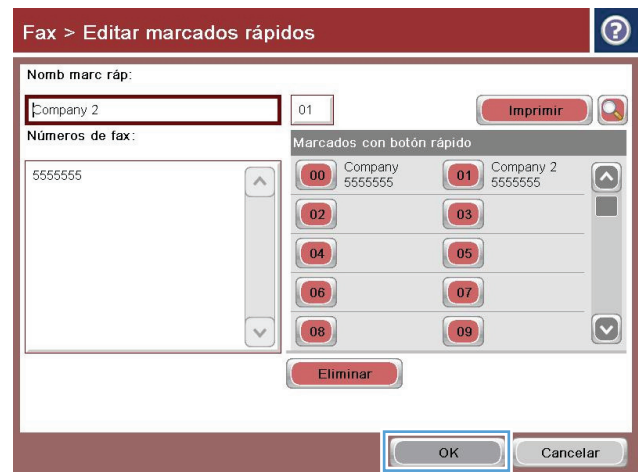 Fax > Editar marcados rápidos
?
Nomb marc ráp:
Company 2
01
Imprimir
Números de fax:
5555555
Marcados con botón rápido
00 Company 5555555
01 Company 2 5555555
02
03
04
05
06
07
08
09
Eliminar
OK
Cancelar